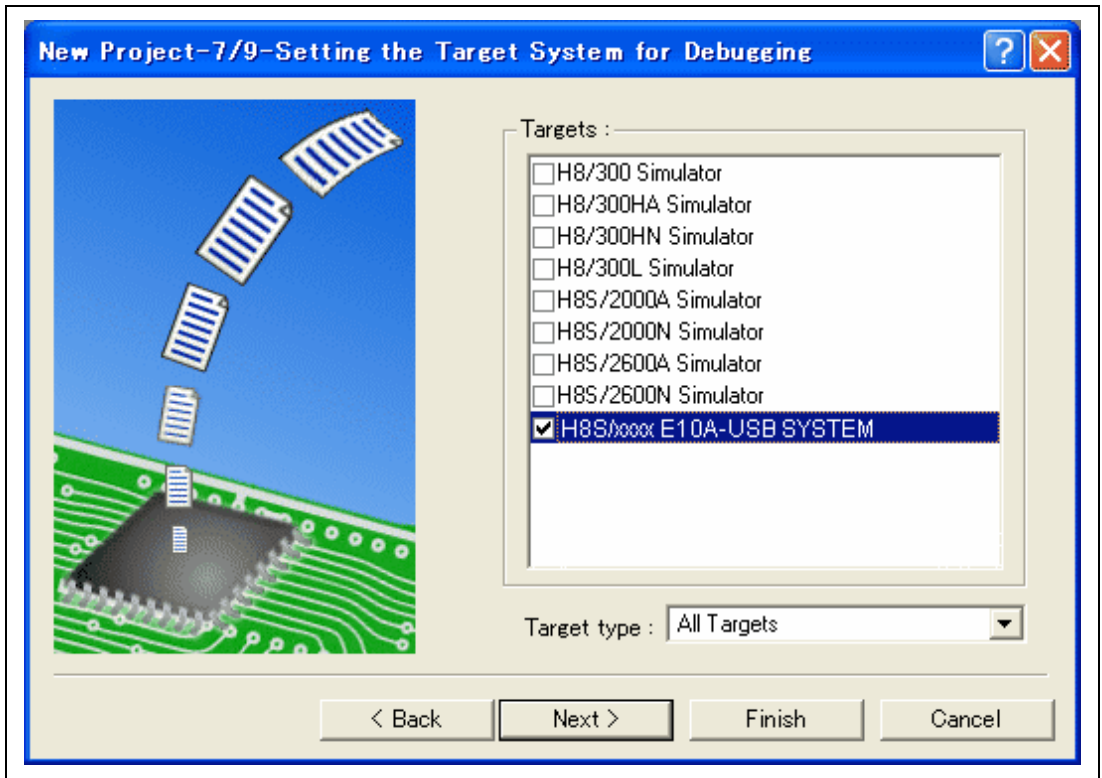 New Project-7/9-Setting the Target System for Debugging
Targets :
H8/300 Simulator
H8/300HA Simulator
H8/300HN Simulator
H8/300L Simulator
H8S/2000A Simulator
H8S/2000N Simulator
H8S/2600A Simulator
H8S/2600N Simulator
H8S/xxxx E10A-USB SYSTEM
Target type : All Targets
< Back Next > Finish Cancel